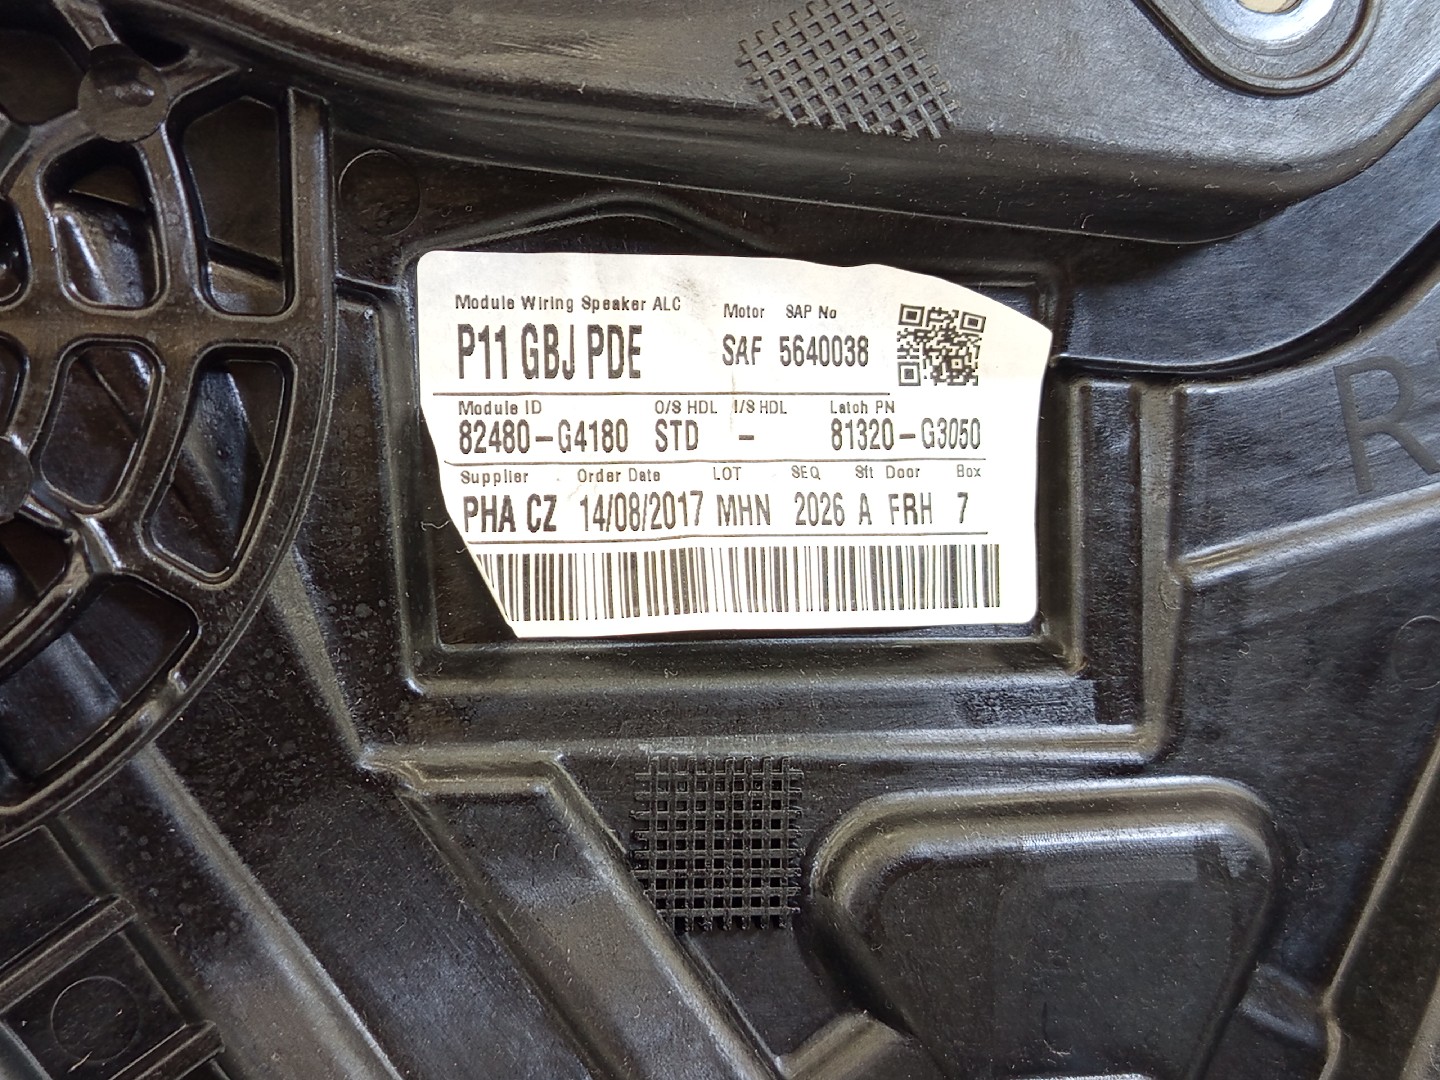 Module Wiring Speaker ALC Motor SAP No
P11 GBJ PDE SAF 5640038
Module ID O/S HDL I/S HDL Latch PN
82480-G4180 STD - 81320-G3050
Supplier Order Date LOT SEQ Sft Door Box
PHA CZ 14/08/2017 MHN 2026 A FRH 7
R